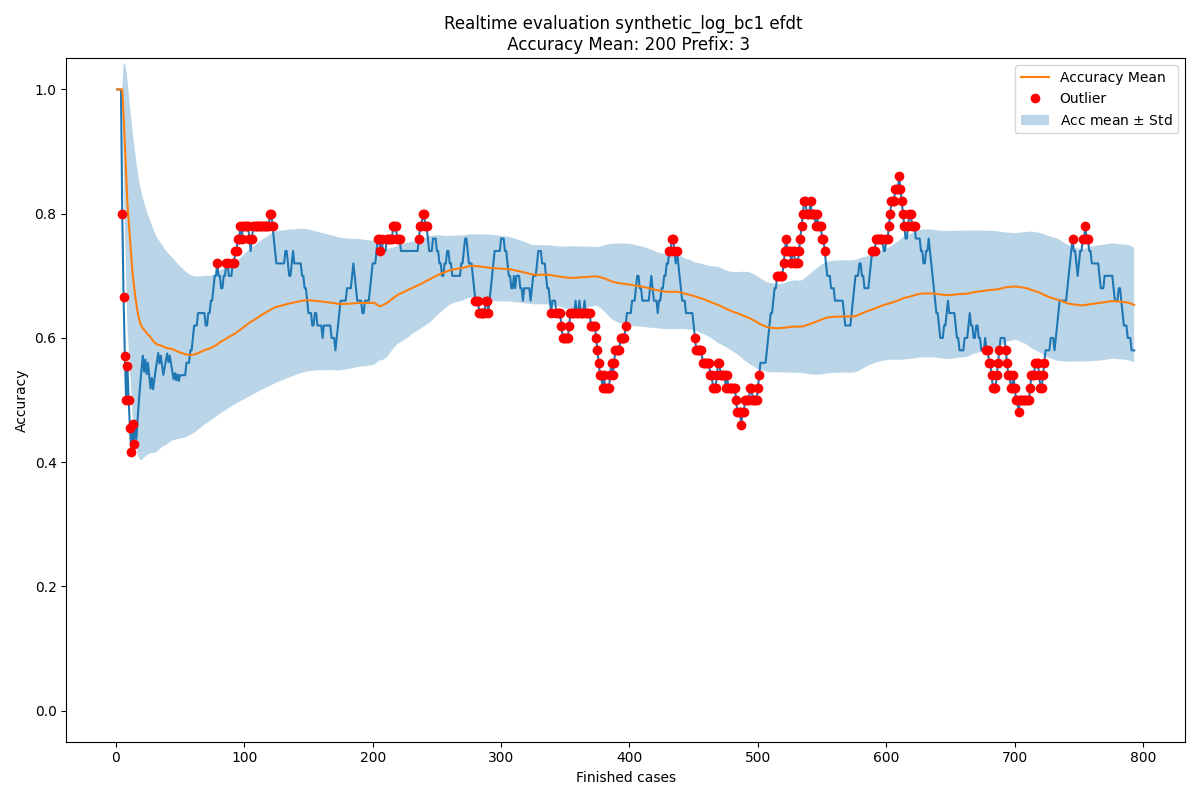 Realtime evaluation synthetic_log_bc1 efdt
Accuracy Mean: 200 Prefix: 3
Accuracy Mean
Outlier
Acc mean ± Std
Accuracy
1.0
0.8
0.6
0.4
0.2
0.0
0 100 200 300 400 500 600 700 800
Finished cases